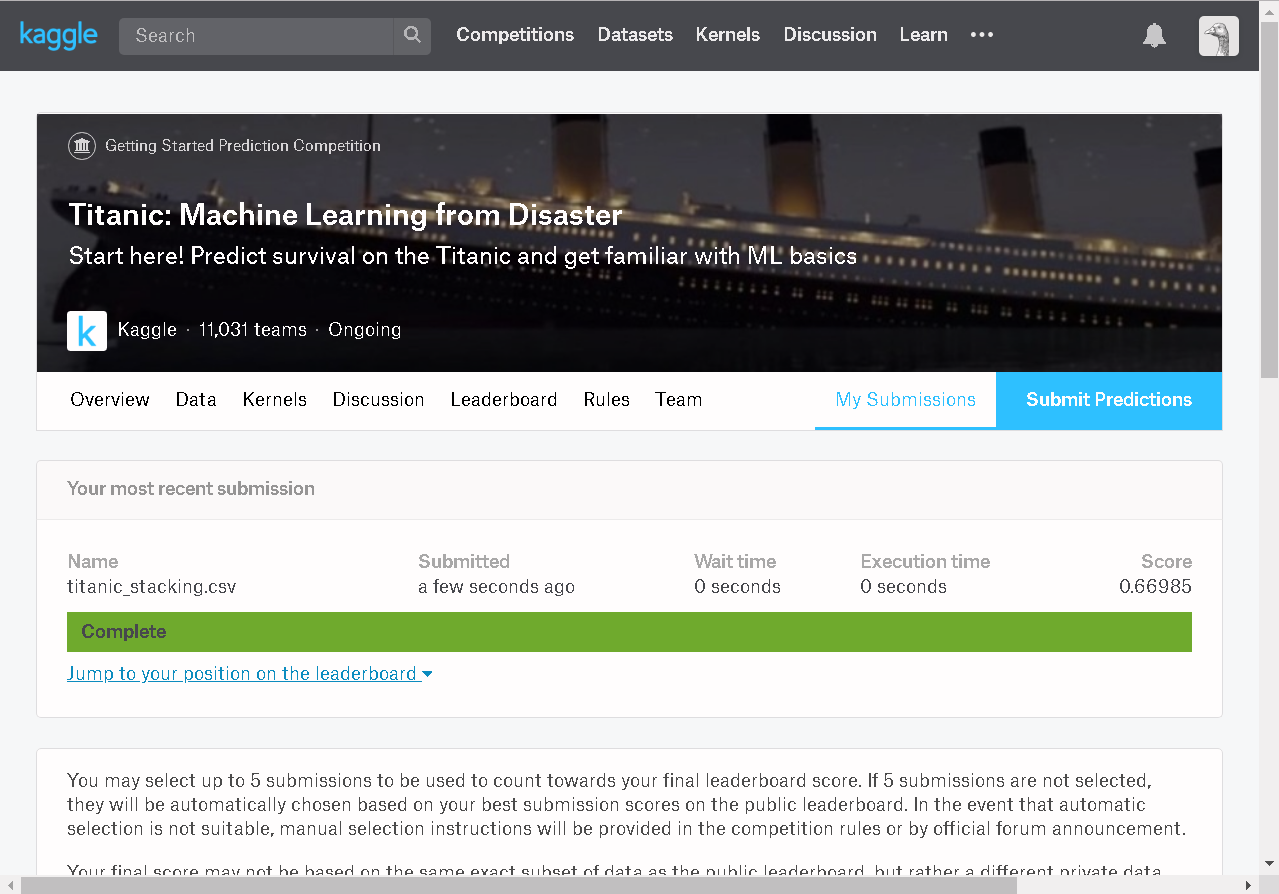 kaggle Search Competitions Datasets Kernels Discussion Learn
Getting Started Prediction Competition
Titanic: Machine Learning from Disaster
Start here! Predict survival on the Titanic and get familiar with ML basics
k Kaggle · 11,031 teams · Ongoing
Overview Data Kernels Discussion Leaderboard Rules Team My Submissions Submit Predictions
Your most recent submission
Name Submitted Wait time Execution time Score
titanic_stacking.csv a few seconds ago 0 seconds 0 seconds 0.66985
Complete
Jump to your position on the leaderboard
You may select up to 5 submissions to be used to count towards your final leaderboard score. If 5 submissions are not selected,
they will be automatically chosen based on your best submission scores on the public leaderboard. In the event that automatic
selection is not suitable, manual selection instructions will be provided in the competition rules or by official forum announcement.
Your final score may not be based on the same exact subset of data as the public leaderboard, but rather a different private data